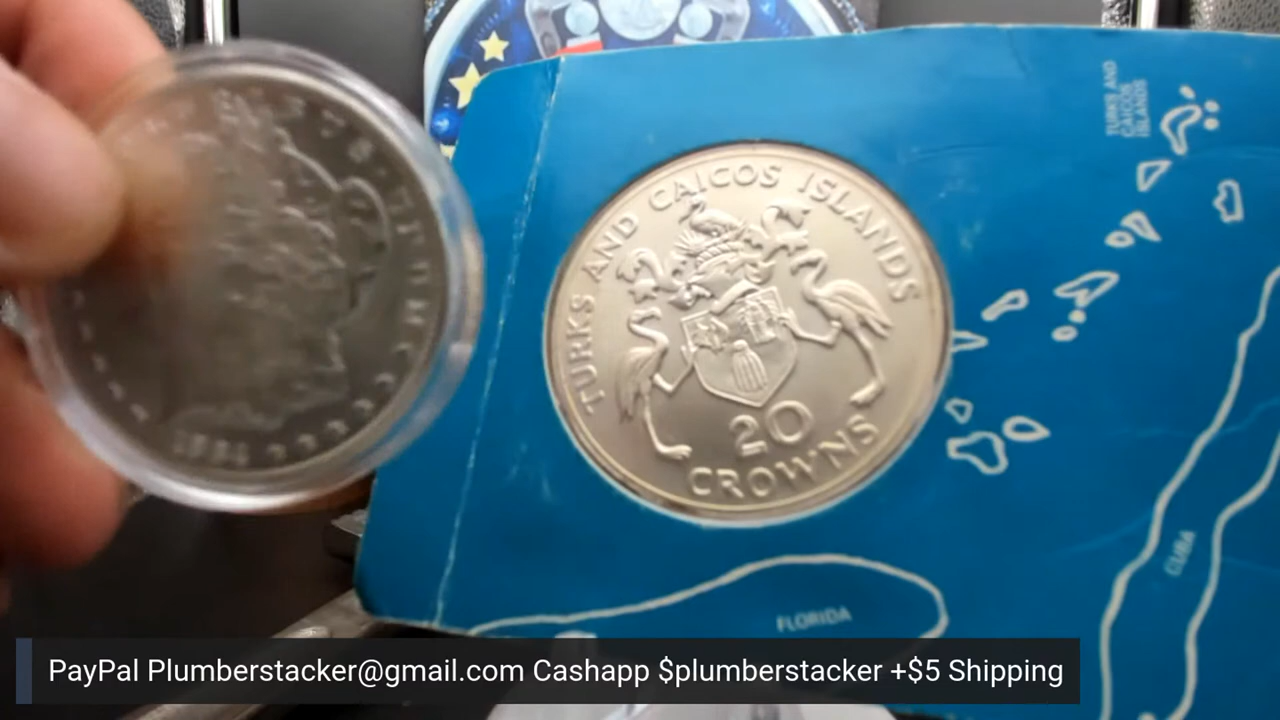 TURKS AND CAICOS ISLANDS
20
CROWNS
TURKS AND
CAICOS
ISLANDS
CUBA
FLORIDA
PayPal Plumberstacker@gmail.com Cashapp $plumberstacker +$5 Shipping